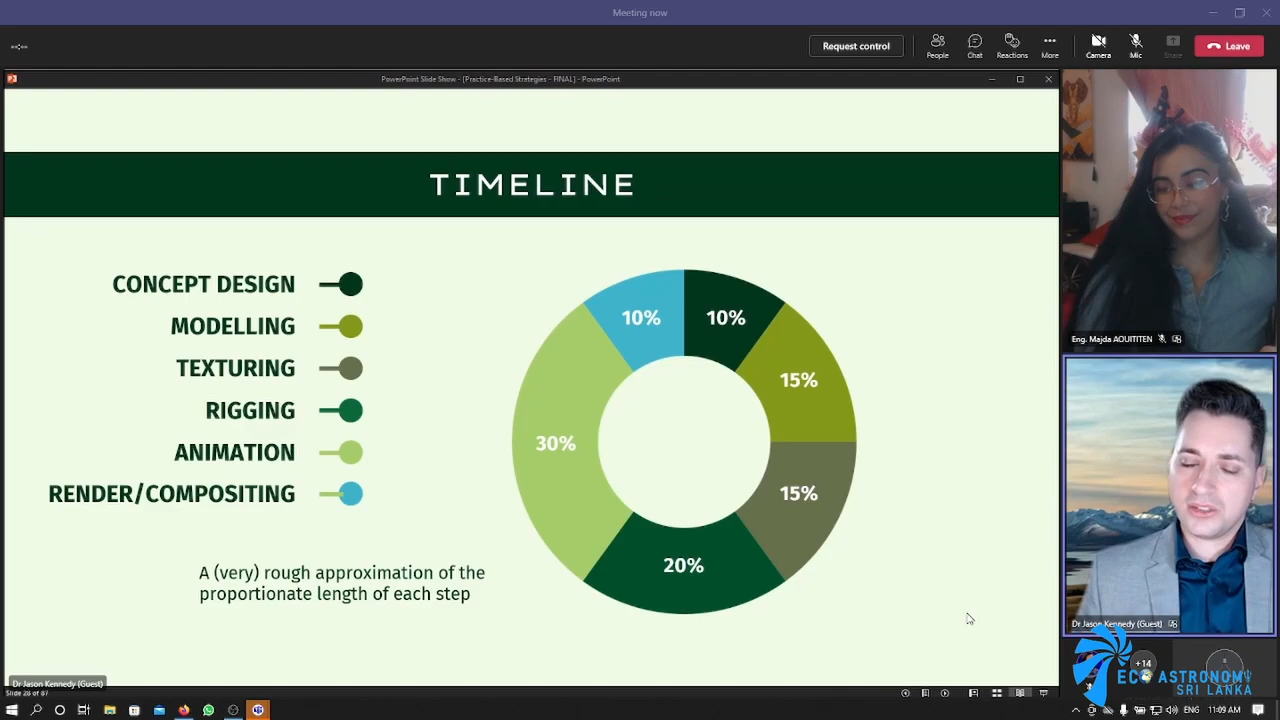 Meeting now
Request control
People
Chat
Reactions
More
Camera
Mic
Share
Leave
PowerPoint Slide Show - [Practice-Based Strategies - FINAL] - PowerPoint
TIMELINE
CONCEPT DESIGN
MODELLING
TEXTURING
RIGGING
ANIMATION
RENDER/COMPOSITING
10%
10%
15%
30%
15%
20%
A (very) rough approximation of the
proportionate length of each step
Eng. Majda AOUITITEN
Dr Jason Kennedy (Guest)
+14
ECO ASTRONOMY
SRI LANKA
Dr Jason Kennedy (Guest)
Slide 28 of 87
ENG
11:09 AM